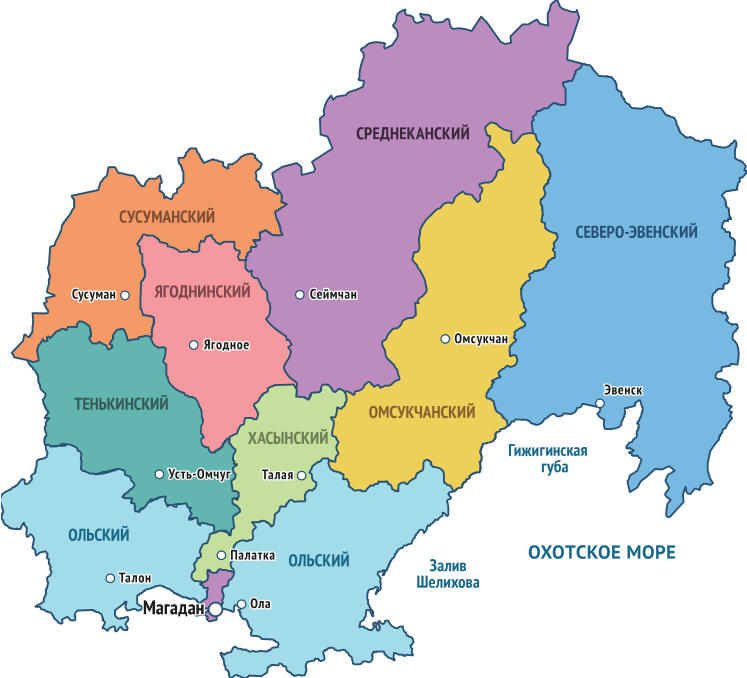 СРЕДНЕКАНСКИЙ
СУСУМАНСКИЙ
СЕВЕРО-ЭВЕНСКИЙ
ЯГОДНИНСКИЙ
Сусуман
Сеймчан
Ягодное
Омсукчан
Эвенск
ТЕНЬКИНСКИЙ
ОМСУКЧАНСКИЙ
ХАСЫНСКИЙ
Гижигинская
губа
Усть-Омчуг
Талая
ОЛЬСКИЙ
ОЛЬСКИЙ
Палатка
ОХОТСКОЕ МОРЕ
Залив
Шелихова
Талон
Магадан
Ола